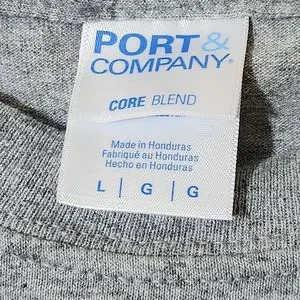 PORT &
COMPANY®
CORE BLEND
Made in Honduras
Fabriqué au Honduras
Hecho en Honduras
L | G | G